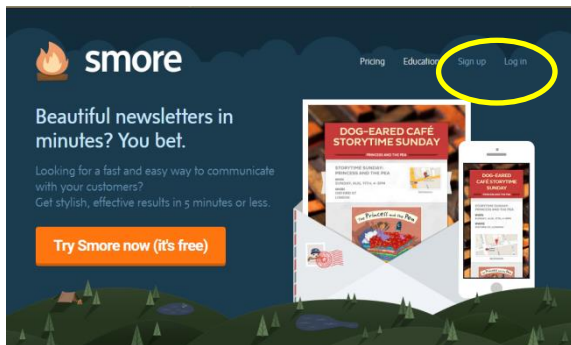 smore
Pricing Education Sign up Log in
Beautiful newsletters in
minutes? You bet.
Looking for a fast and easy way to communicate
with your customers?
Get stylish, effective results in 5 minutes or less.
Try Smore now (it's free)
DOG-EARED CAFÉ
STORYTIME SUNDAY
PRINCESS AND THE PEA
STORYTIME SUNDAY:
PRINCESS AND THE PEA
The Princess and the Pea
DOG-EARED
CAFÉ STORYTIME
SUNDAY